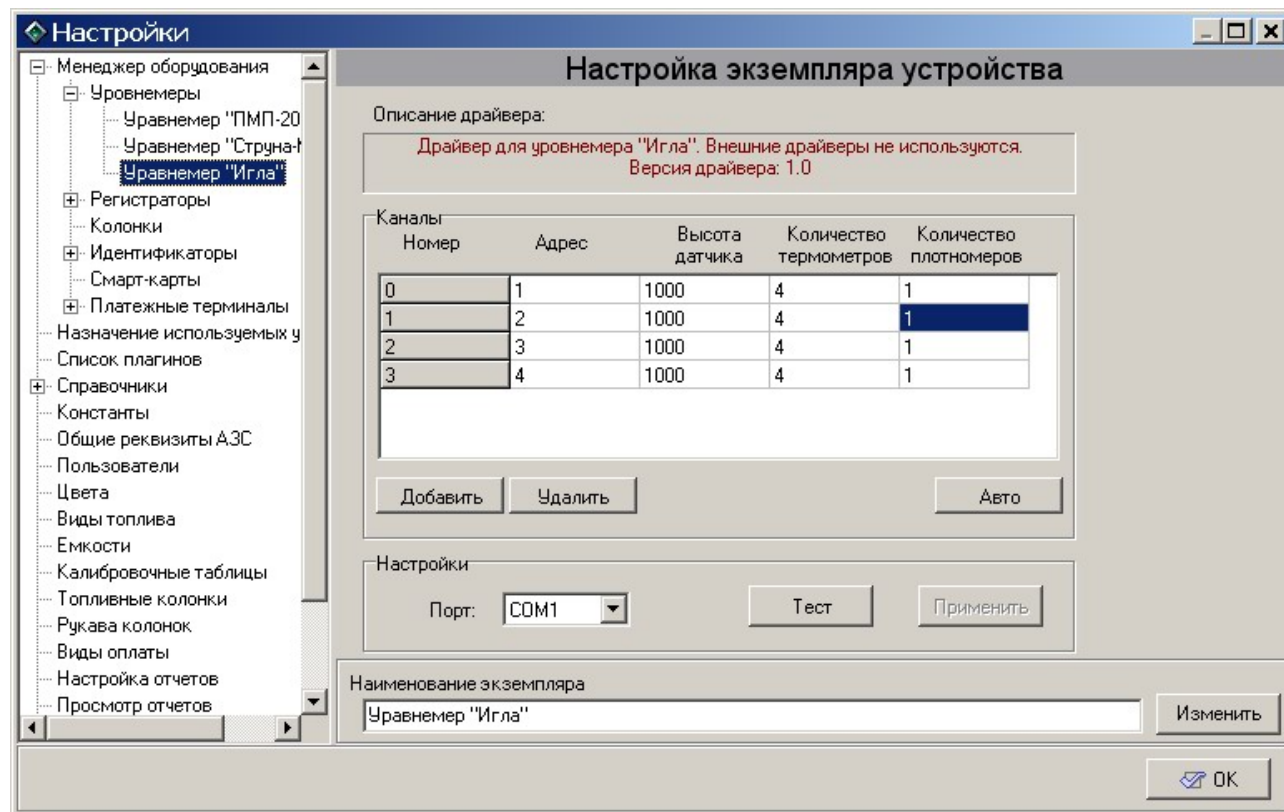 Настройки
Менеджер оборудования
Уровнемеры
Уравнемер "ПМП-20
Уравнемер "Струна-
Уравнемер "Игла"
Регистраторы
Колонки
Идентификаторы
Смарт-карты
Платежные терминалы
Назначение используемых у
Список плагинов
Справочники
Константы
Общие реквизиты АЗС
Пользователи
Цвета
Виды топлива
Емкости
Калибровочные таблицы
Топливные колонки
Рукава колонок
Виды оплаты
Настройка отчетов
Просмотр отчетов
Настройка экземпляра устройства
Описание драйвера:
Драйвер для уровнемера "Игла". Внешние драйверы не используются.
Версия драйвера: 1.0
Каналы
Номер Адрес Высота датчика Количество термометров Количество плотномеров
0 1 1000 4 1
1 2 1000 4 1
2 3 1000 4 1
3 4 1000 4 1
Добавить Удалить Авто
Настройки
Порт: COM1 Тест Применить
Наименование экземпляра
Уравнемер "Игла" Изменить
OK